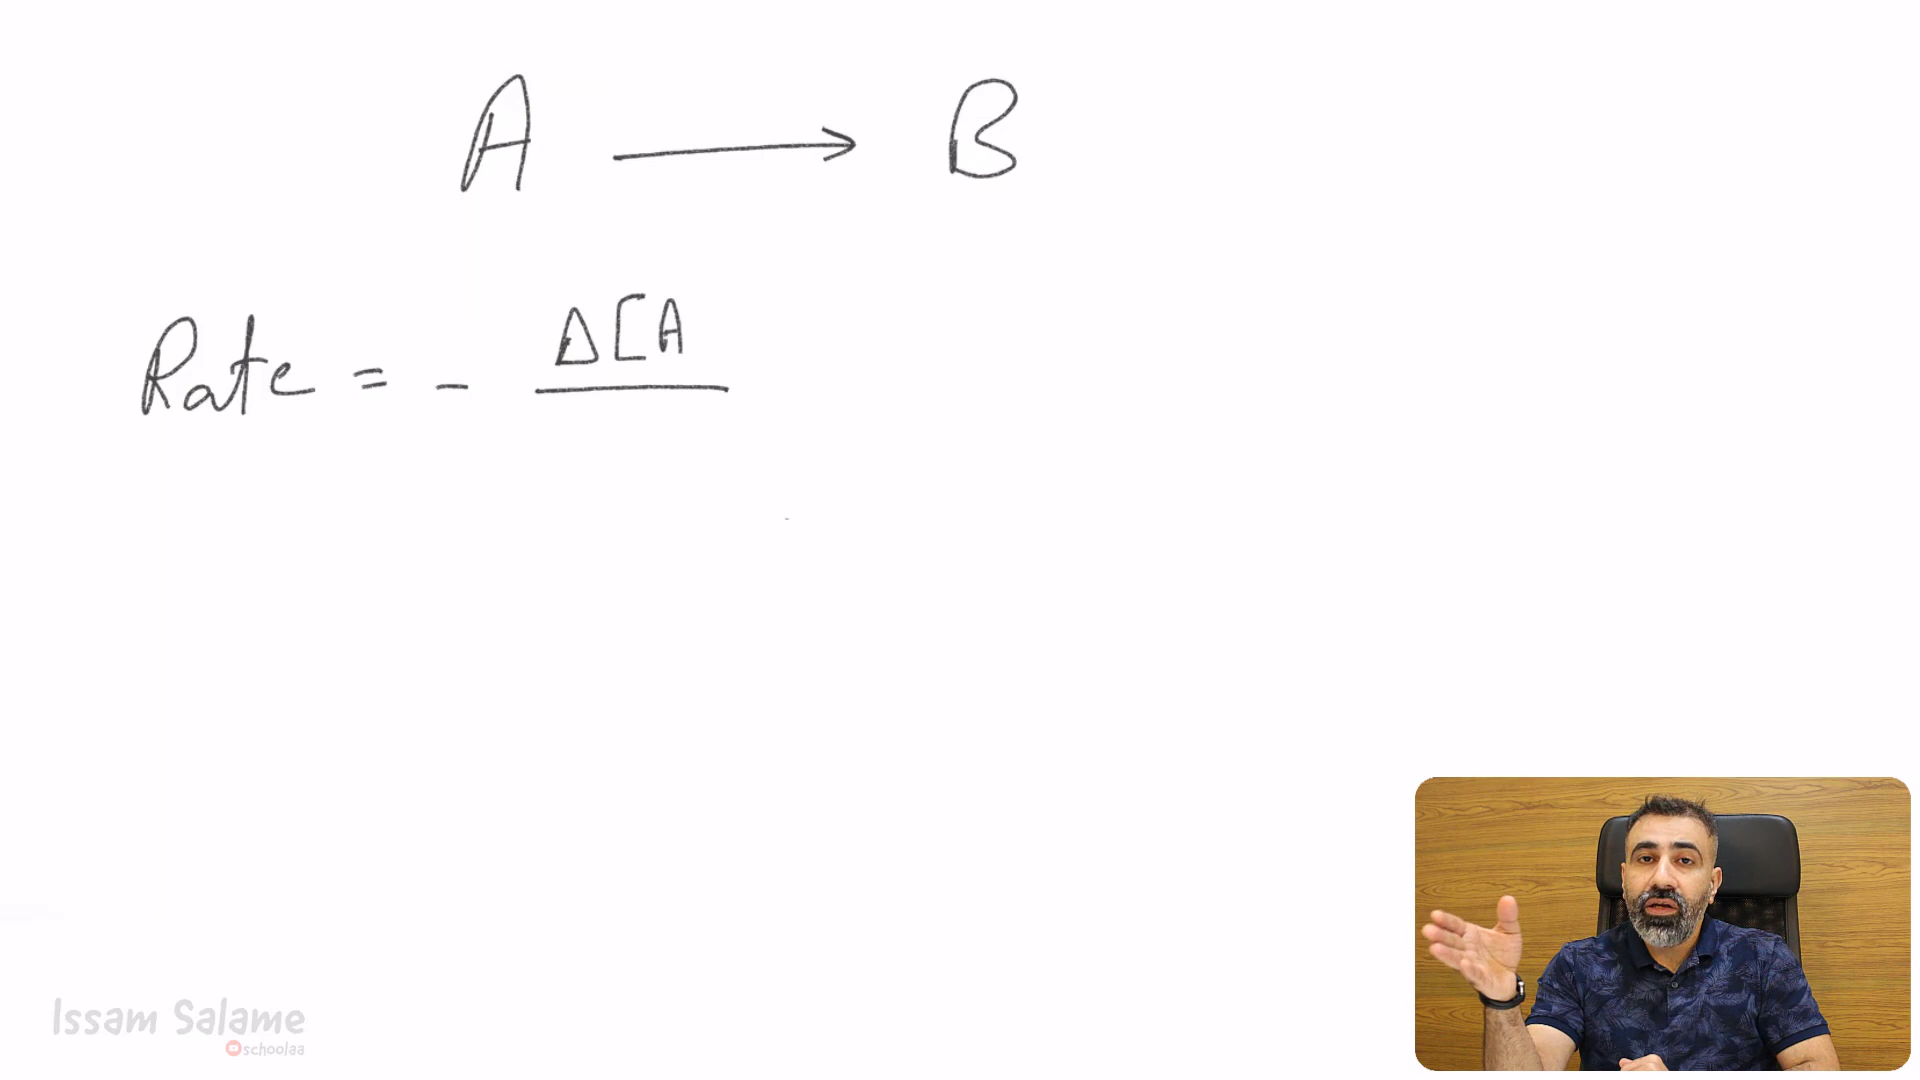 A → B
Rate = - Δ[A
Issam Salame
schoolaa